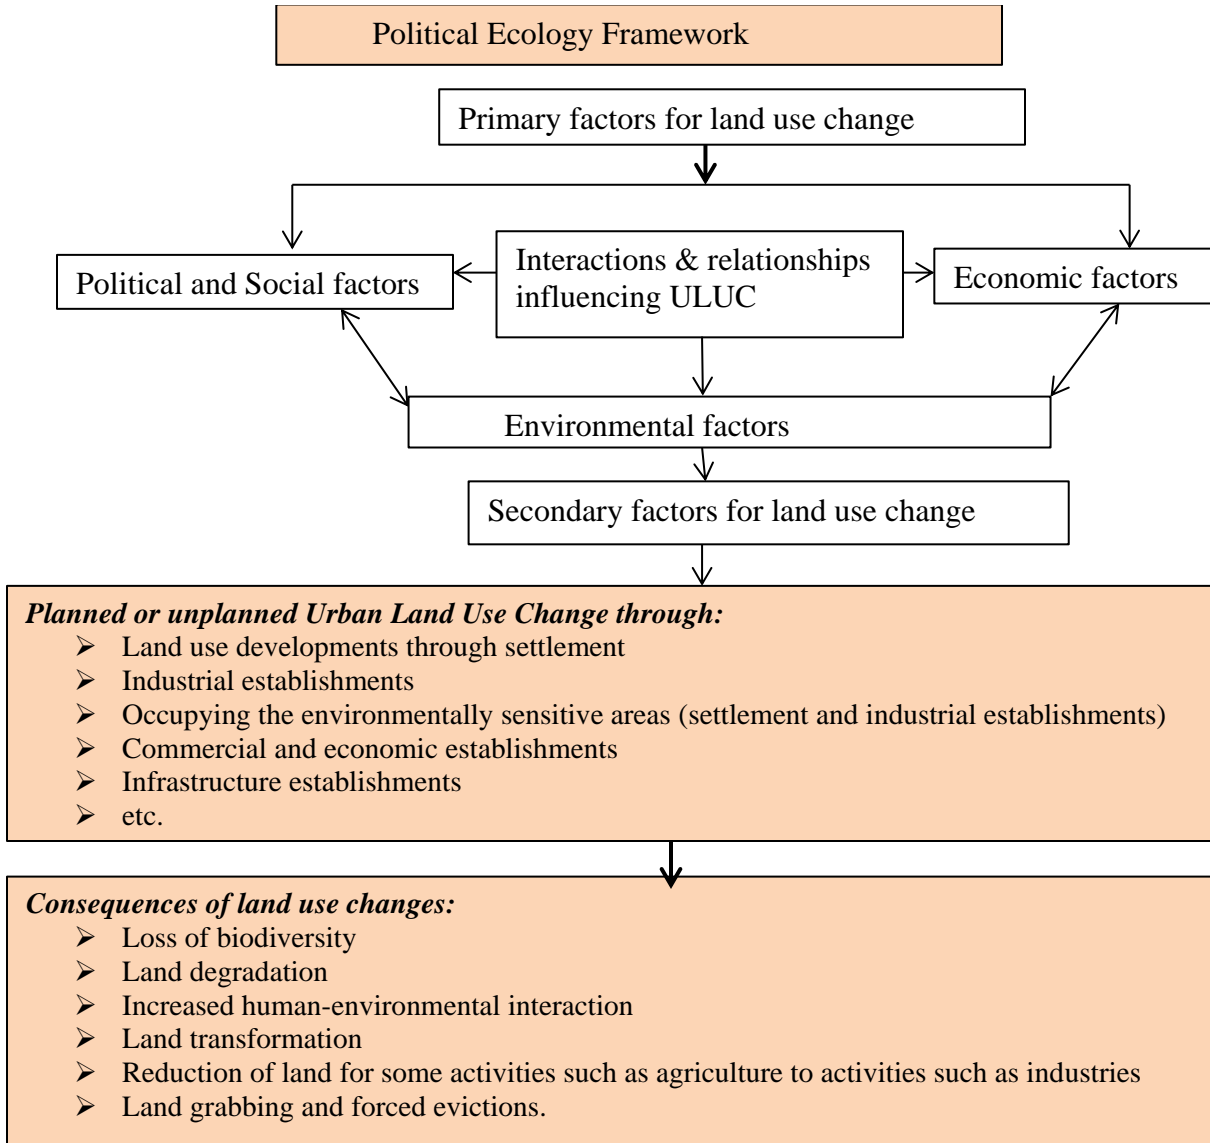 Political Ecology Framework
Primary factors for land use change
Political and Social factors
Interactions & relationships
influencing ULUC
Economic factors
Environmental factors
Secondary factors for land use change
Planned or unplanned Urban Land Use Change through:
➢ Land use developments through settlement
➢ Industrial establishments
➢ Occupying the environmentally sensitive areas (settlement and industrial establishments)
➢ Commercial and economic establishments
➢ Infrastructure establishments
➢ etc.
Consequences of land use changes:
➢ Loss of biodiversity
➢ Land degradation
➢ Increased human-environmental interaction
➢ Land transformation
➢ Reduction of land for some activities such as agriculture to activities such as industries
➢ Land grabbing and forced evictions.